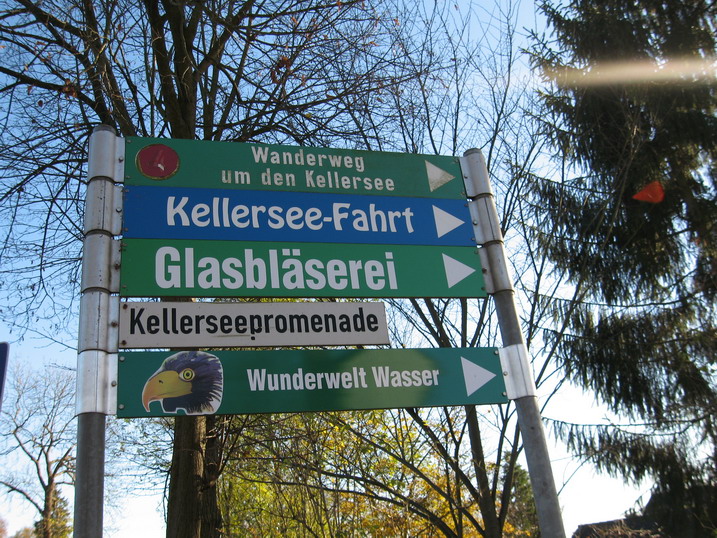 Wanderweg
um den Kellersee
Kellersee-Fahrt
Glasbläserei
Kellerseepromenade
Wunderwelt Wasser